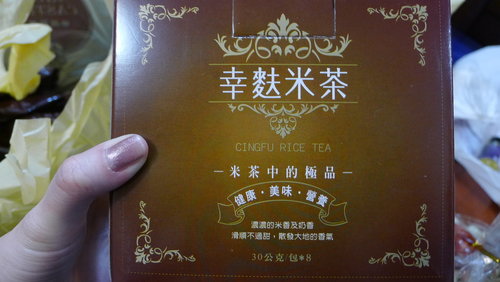 幸麩米茶
CINGFU RICE TEA
米茶中的極品
健康·美味·營養
濃濃的米香及奶香
滑順不過甜，散發大地的香氣
30公克/包*8